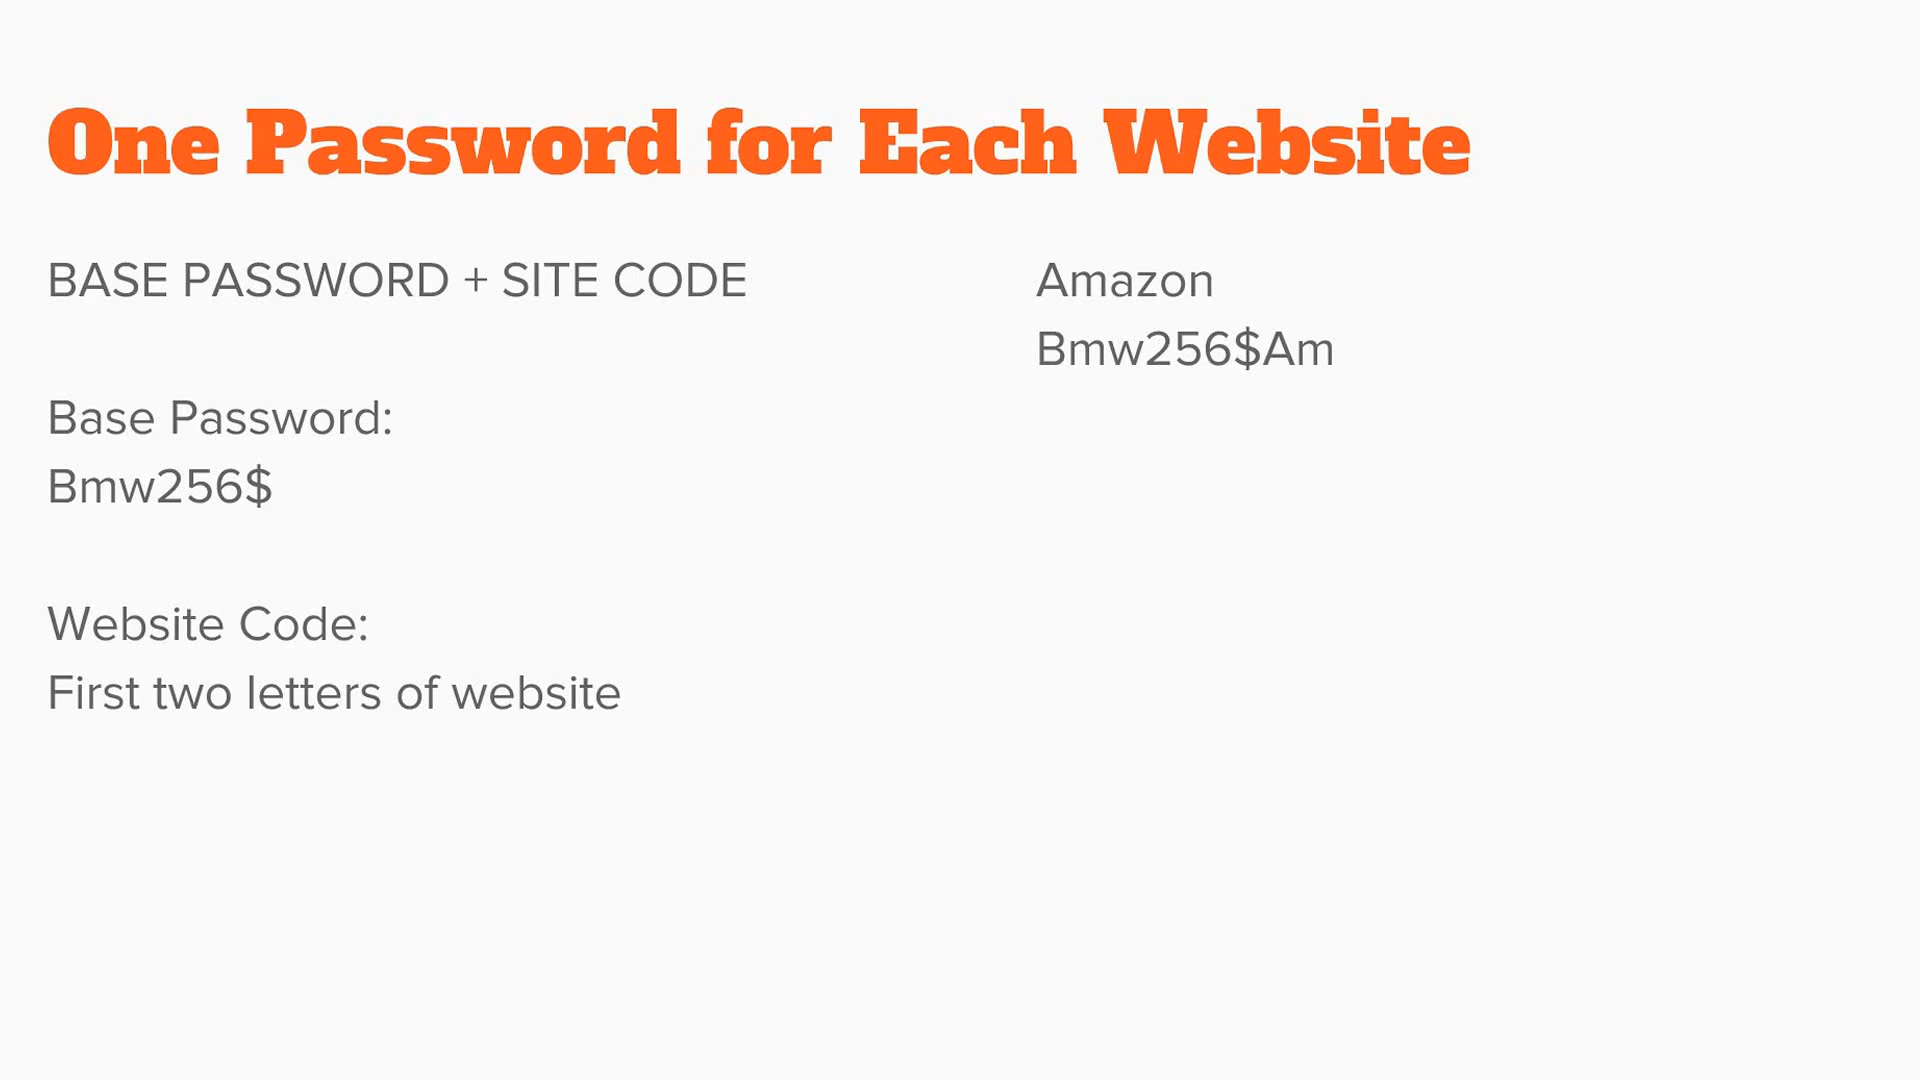 One Password for Each Website
BASE PASSWORD + SITE CODE
Base Password:
Bmw256$
Website Code:
First two letters of website
Amazon
Bmw256$Am